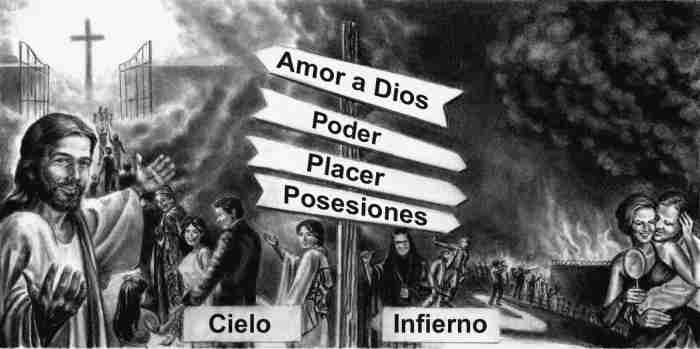 Amor a Dios
Poder
Placer
Posesiones
Cielo
Infierno